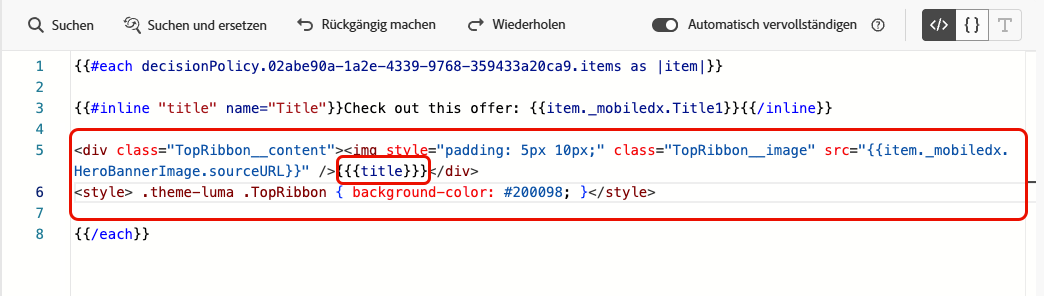 Suchen Suchen und ersetzen Rückgängig machen Wiederholen Automatisch vervollständigen ? </> { } T
1 {{#each decisionPolicy.02abe90a-1a2e-4339-9768-359433a20ca9.items as |item|}}
2
3 {{#inline "title" name="Title"}}Check out this offer: {{item._mobiledx.Title1}}{{/inline}}
4
5 <div class="TopRibbon__content"><img style="padding: 5px 10px;" class="TopRibbon__image" src="{{item._mobiledx.
HeroBannerImage.sourceURL}}" />{{{title}}}</div>
6 <style> .theme-luma .TopRibbon { background-color: #200098; }</style>
7
8 {{/each}}